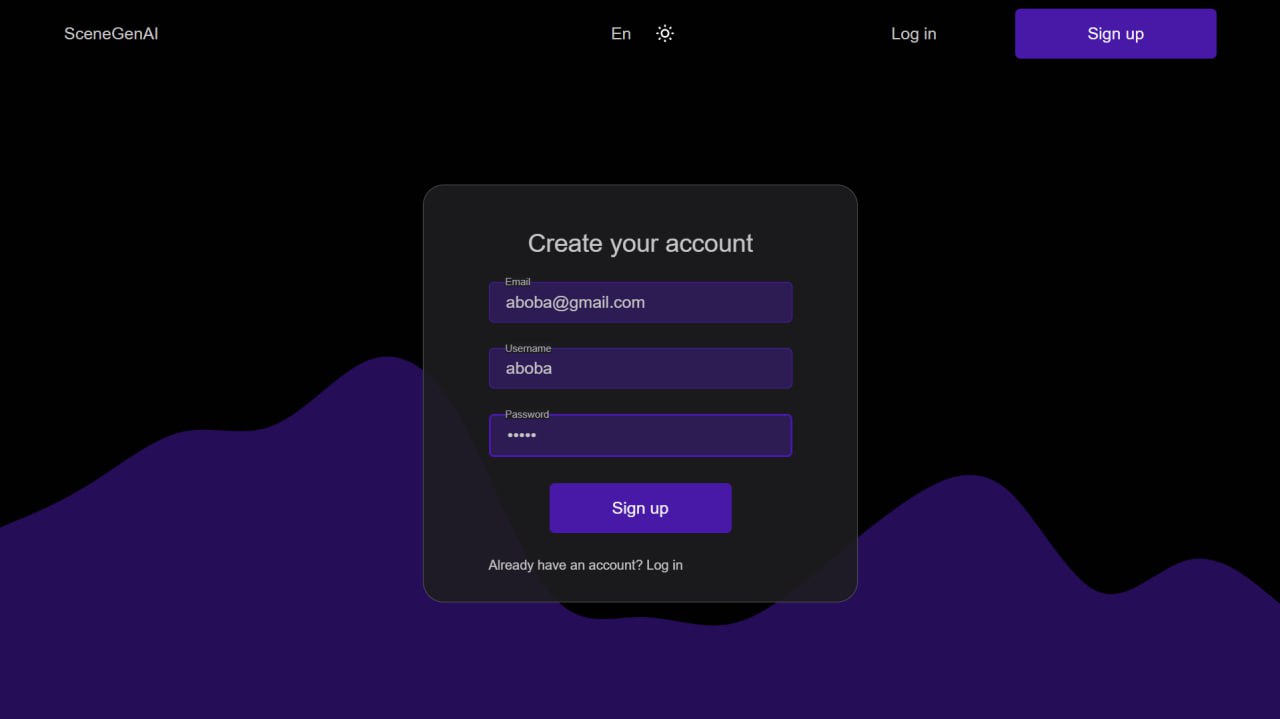 SceneGenAI
En
Log in
Sign up
Create your account
Email
aboba@gmail.com
Username
aboba
Password
•••••
Sign up
Already have an account? Log in